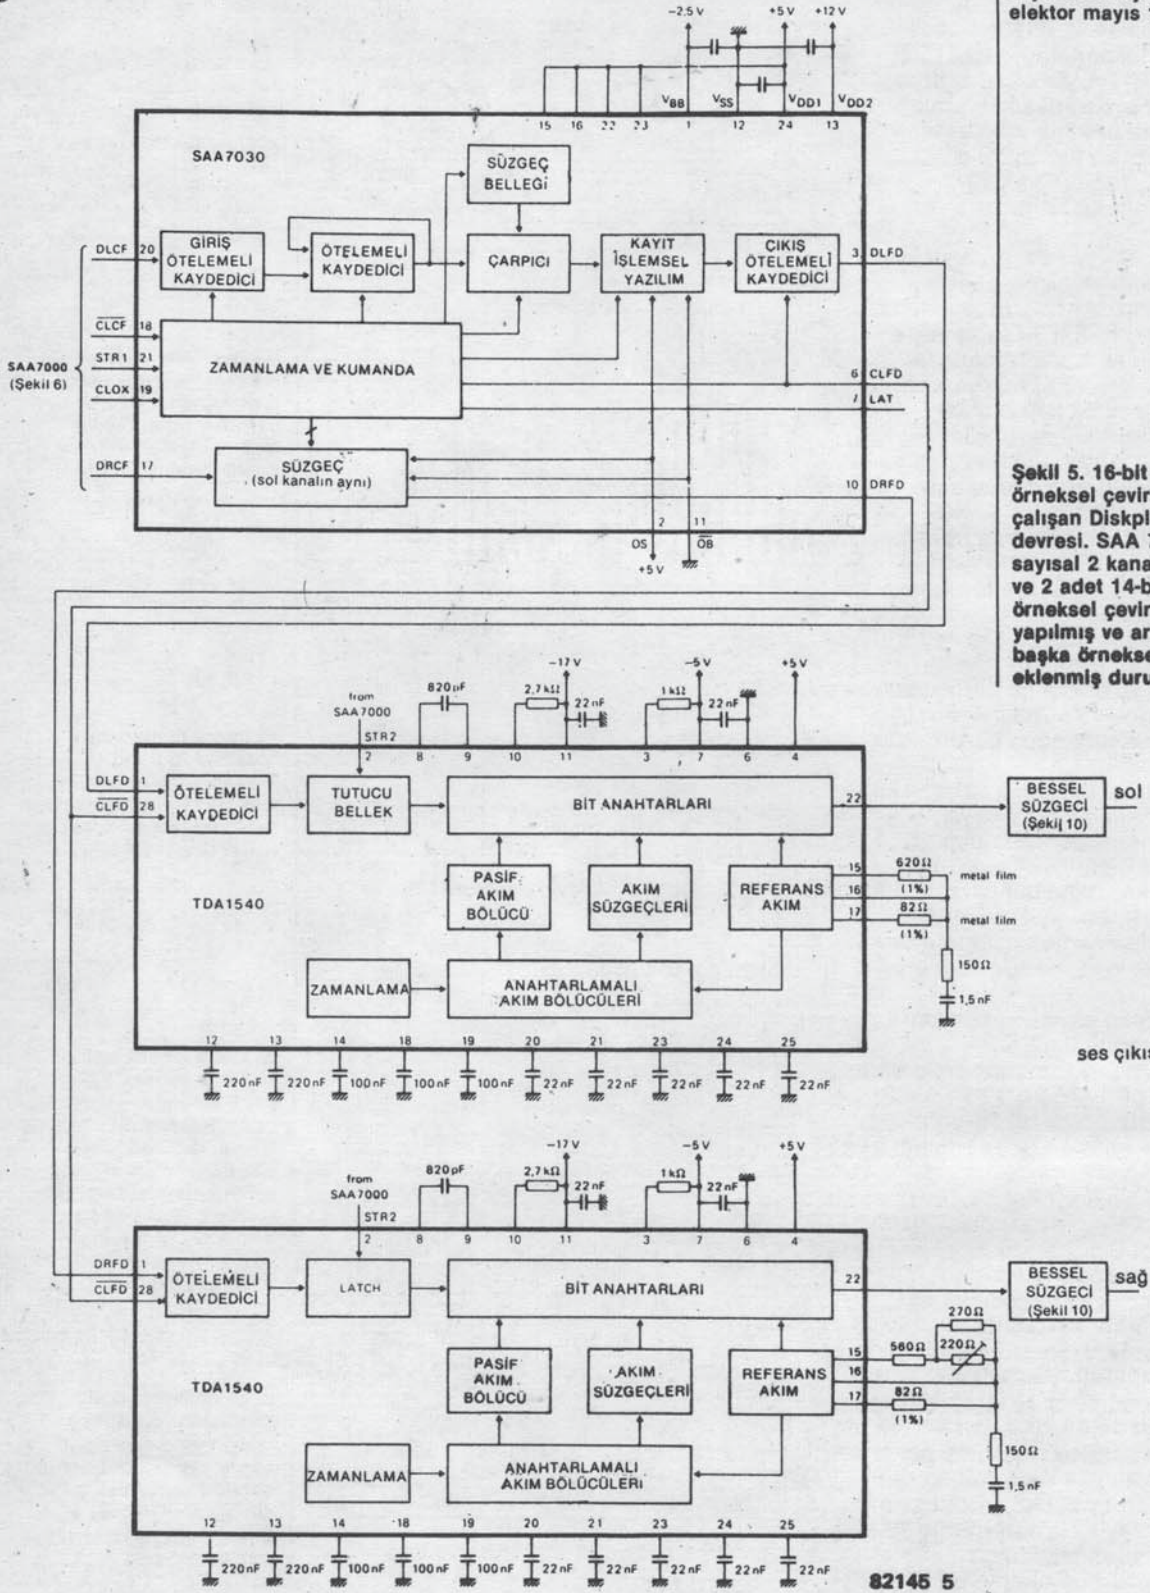 elektor mayıs
-2.5 V
+5 V
+12 V
VBB
VSS
VDD1
VDD2
15 16 22 23 1 12 24 13
SAA7030
SÜZGEÇ
BELLEĞİ
DLCF 20
GİRİŞ
ÖTELEMELİ
KAYDEDİCİ
ÖTELEMELİ
KAYDEDİCİ
ÇARPICI
KAYIT
İŞLEMSEL
YAZILIM
ÇIKIŞ
ÖTELEMELİ
KAYDEDİCİ
3 DLFD
CLCF 18
STR1 21
CLOX 19
SAA7000
(Şekil 6)
ZAMANLAMA VE KUMANDA
6 CLFD
7 LAT
DRCF 17
SÜZGEÇ
(sol kanalın aynı)
10 DRFD
2 11
OS OB
+5 V
Şekil 5. 16-bit
örneksel çevir
çalışan Diskpl
devresi. SAA 7
sayısal 2 kana
ve 2 adet 14-b
örneksel çevir
yapılmış ve ar
başka örnekse
eklenmiş duru
-17 V
-5 V
+5 V
from
SAA7000
820 pF
2,7 kΩ
22 nF
1 kΩ
22 nF
STR2
2 8 9 10 11 3 7 6 4
DLFD 1
CLFD 28
ÖTELEMELİ
KAYDEDİCİ
TUTUCU
BELLEK
BİT ANAHTARLARI
22
BESSEL
SÜZGECİ
(Şekil 10)
sol
TDA1540
PASİF
AKIM
BÖLÜCÜ
AKIM
SÜZGEÇLERİ
REFERANS
AKIM
15
16
17
620Ω
(1%)
metal film
82Ω
(1%)
metal film
150Ω
1,5 nF
ZAMANLAMA
ANAHTARLAMALI
AKIM BÖLÜCÜLERİ
12 13 14 18 19 20 21 23 24 25
220 nF 220 nF 100 nF 100 nF 100 nF 22 nF 22 nF 22 nF 22 nF 22 nF
ses çıkış
-17 V
-5 V
+5 V
from
SAA7000
820 pF
2,7 kΩ
22 nF
1 kΩ
22 nF
STR2
2 8 9 10 11 3 7 6 4
DRFD 1
CLFD 28
ÖTELEMELİ
KAYDEDİCİ
LATCH
BİT ANAHTARLARI
22
BESSEL
SÜZGECİ
(Şekil 10)
sağ
TDA1540
PASİF
AKIM
BÖLÜCÜ
AKIM
SÜZGEÇLERİ
REFERANS
AKIM
15
16
17
270Ω
560Ω
220Ω
82Ω
(1%)
150Ω
1,5 nF
ZAMANLAMA
ANAHTARLAMALI
AKIM BÖLÜCÜLERİ
12 13 14 18 19 20 21 23 24 25
220 nF 220 nF 100 nF 100 nF 100 nF 22 nF 22 nF 22 nF 22 nF 22 nF
82145 5